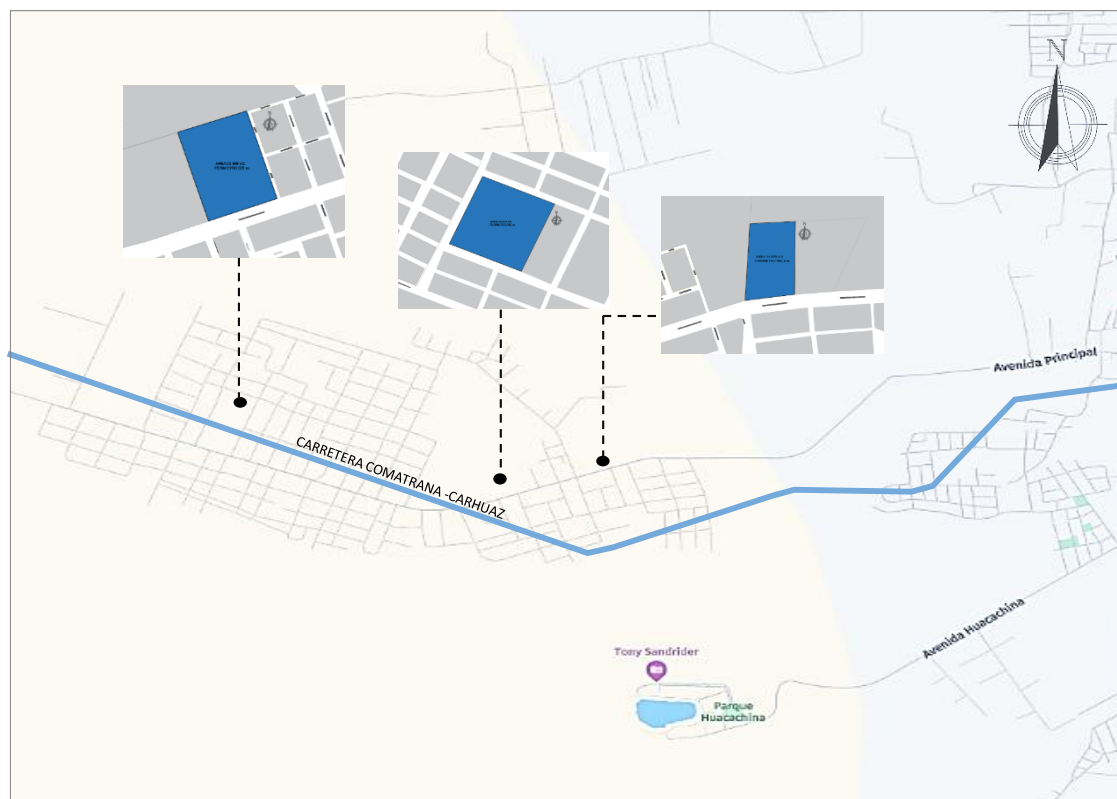 N
Avenida Principal
CARRETERA COMATRANA -CARHUAZ
Avenida Huacachina
Tony Sandrider
Parque
Huacachina